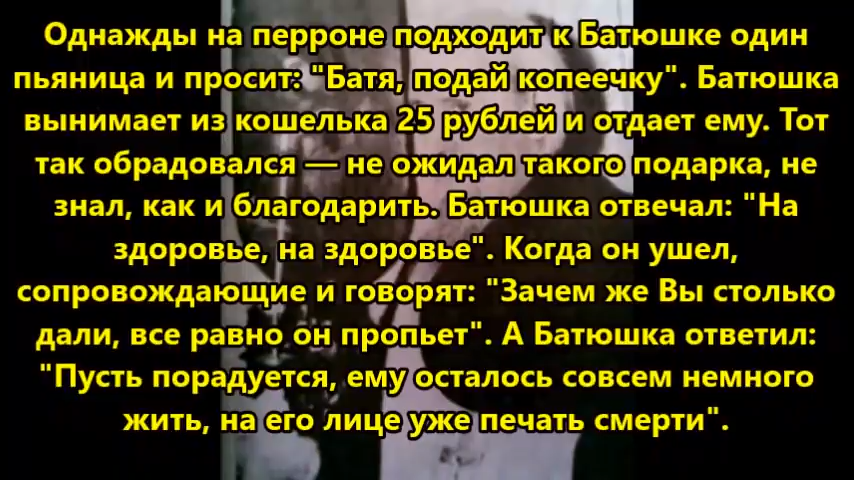 Однажды на перроне подходит к Батюшке один
пьяница и просит: "Батя, подай копеечку". Батюшка
вынимает из кошелька 25 рублей и отдает ему. Тот
так обрадовался — не ожидал такого подарка, не
знал, как и благодарить. Батюшка отвечал: "На
здоровье, на здоровье". Когда он ушел,
сопровождающие и говорят: "Зачем же Вы столько
дали, все равно он пропьет". А Батюшка ответил:
"Пусть порадуется, ему осталось совсем немного
жить, на его лице уже печать смерти".